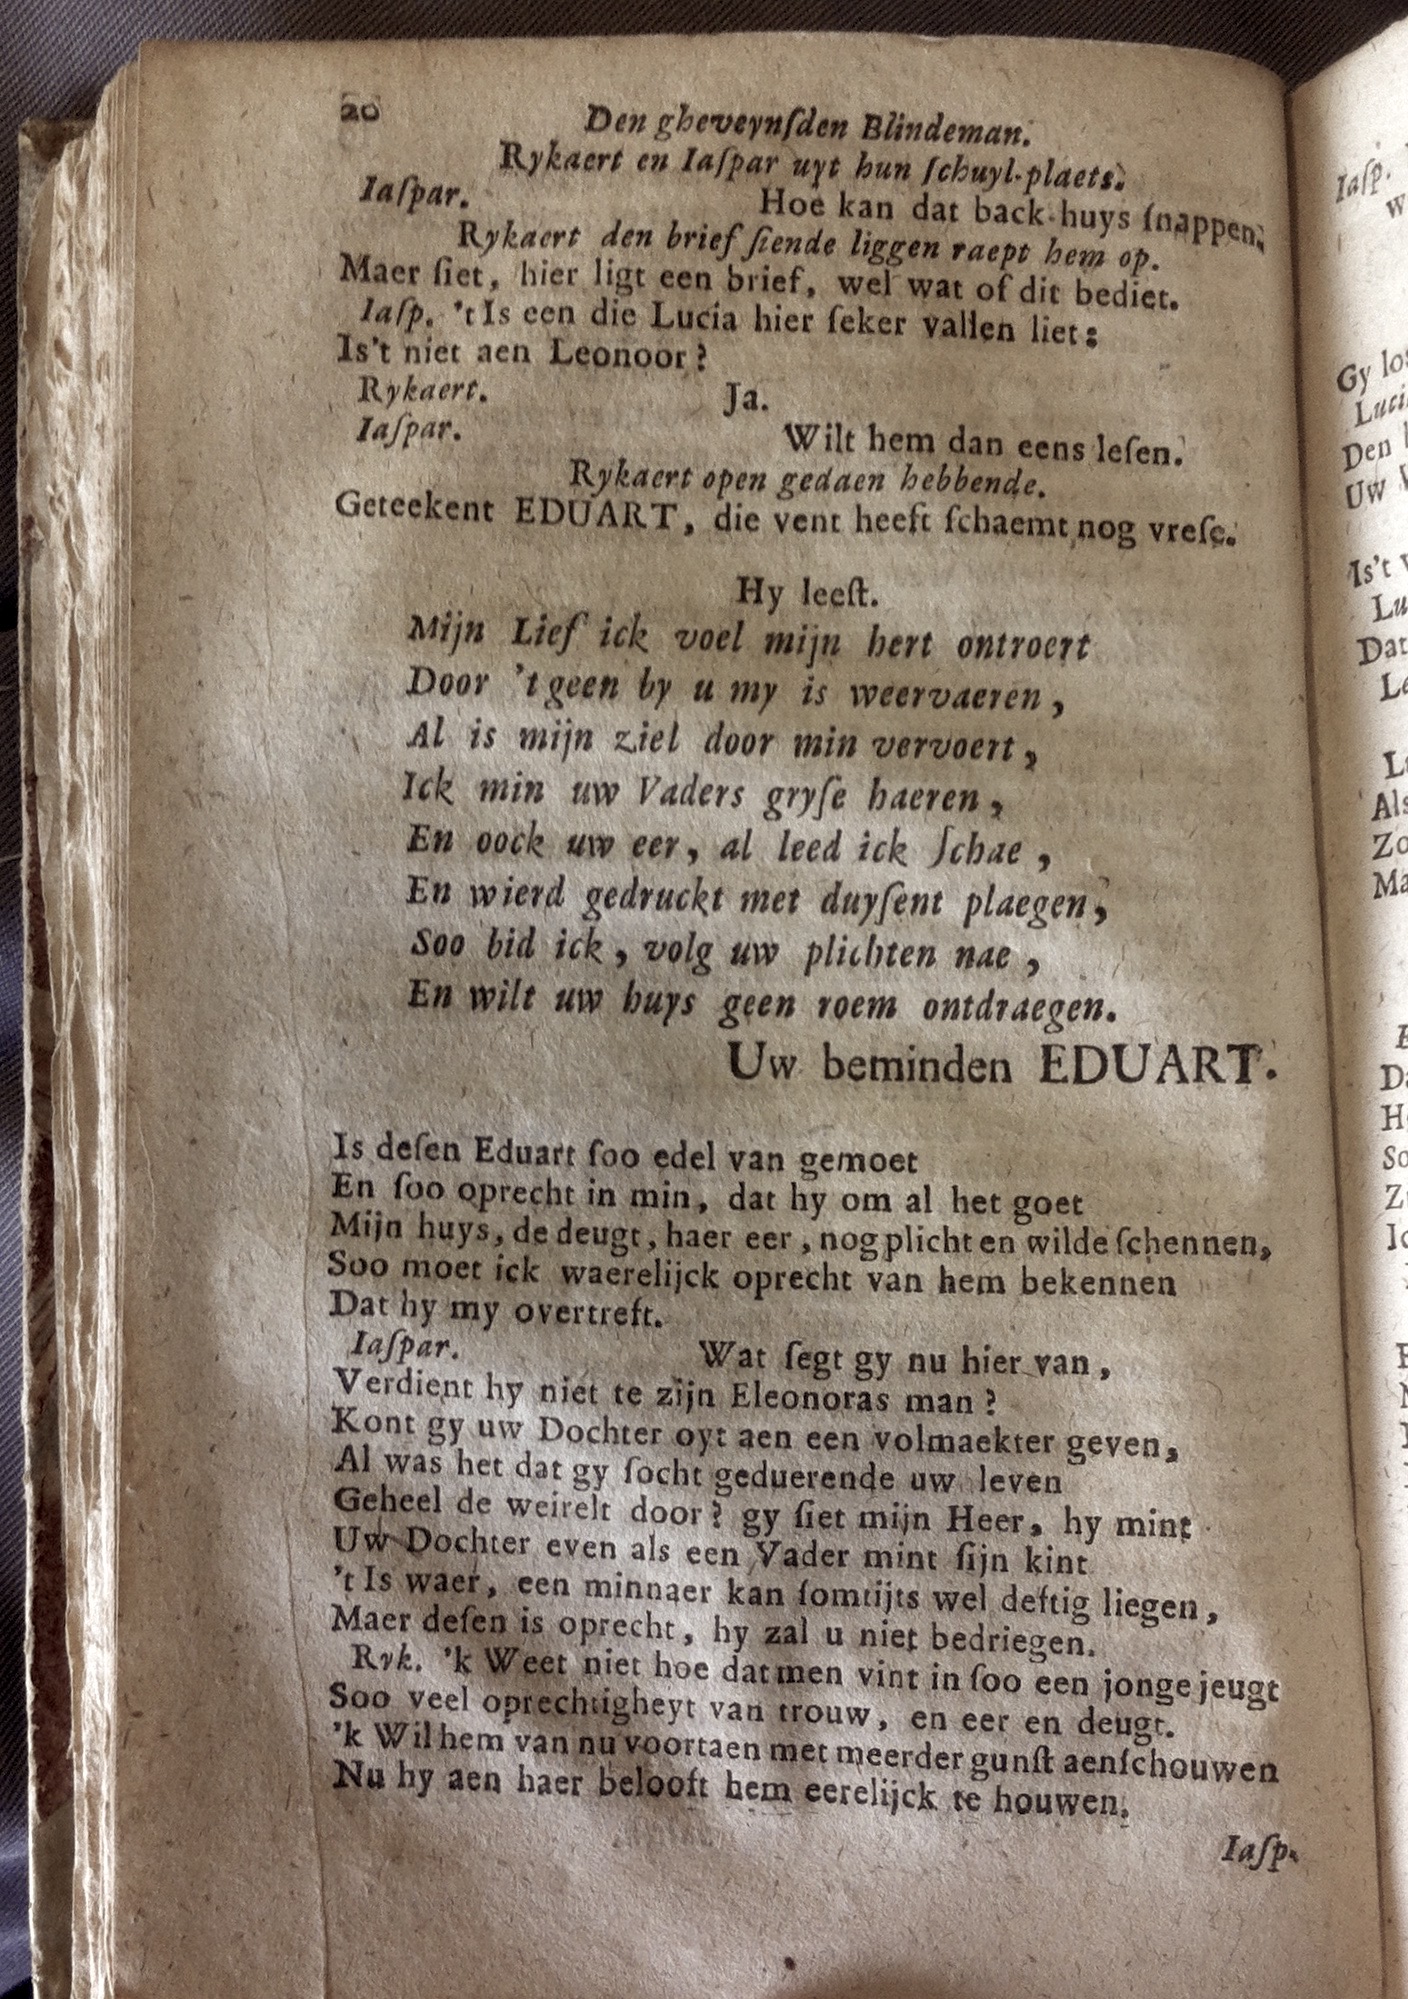 20 Den gheveynſden Blindeman.
Rykaert en Iaſpar uyt hun ſchuyl-plaets.
Iaſpar. Hoe kan dat back-huys ſnappen.
Rykaert den brief ſiende liggen raept hem op.
Maer ſiet, hier ligt een brief, wel wat of dit bediet.
Iaſp. 't Is een die Lucia hier ſeker vallen liet:
Is't niet aen Leonoor?
Rykaert. Ja.
Iaſpar. Wilt hem dan eens leſen.
Rykaert open gedaen hebbende.
Geteekent EDUART, die vent heeft ſchaemt nog vreſe.
Hy leeſt.
Mijn Lief ick voel mijn hert ontroert
Door 't geen by u my is weervaeren,
Al is mijn ziel door min vervoert,
Ick min uw Vaders gryſe haeren,
En oock uw eer, al leed ick ſchae,
En wierd gedruckt met duyſent plaegen,
Soo bid ick, volg uw plichten nae,
En wilt uw huys geen roem ontdraegen.
Uw beminden EDUART.
Is deſen Eduart ſoo edel van gemoet
En ſoo oprecht in min, dat hy om al het goet
Mijn huys, de deugt, haer eer, nog plicht en wilde ſchennen,
Soo moet ick waerelijck oprecht van hem bekennen
Dat hy my overtreft.
Iaſpar. Wat ſegt gy nu hier van,
Verdient hy niet te zijn Eleonoras man?
Kont gy uw Dochter oyt aen een volmaekter geven,
Al was het dat gy ſocht geduerende uw leven
Geheel de weirelt door? gy ſiet mijn Heer, hy mint
Uw Dochter even als een Vader mint ſijn kint
't Is waer, een minnaer kan ſomtijts wel deftig liegen,
Maer deſen is oprecht, hy zal u niet bedriegen.
Ryk. 'k Weet niet hoe dat men vint in ſoo een jonge jeugt
Soo veel oprechtigheyt van trouw, en eer en deugt.
'k Wil hem van nu voortaen met meerder gunſt aenſchouwen
Nu hy aen haer belooft hem eerelijck te houwen.
Iaſp.
Iaſp.
Gy
Den
Uw
Is't
Dat
Als